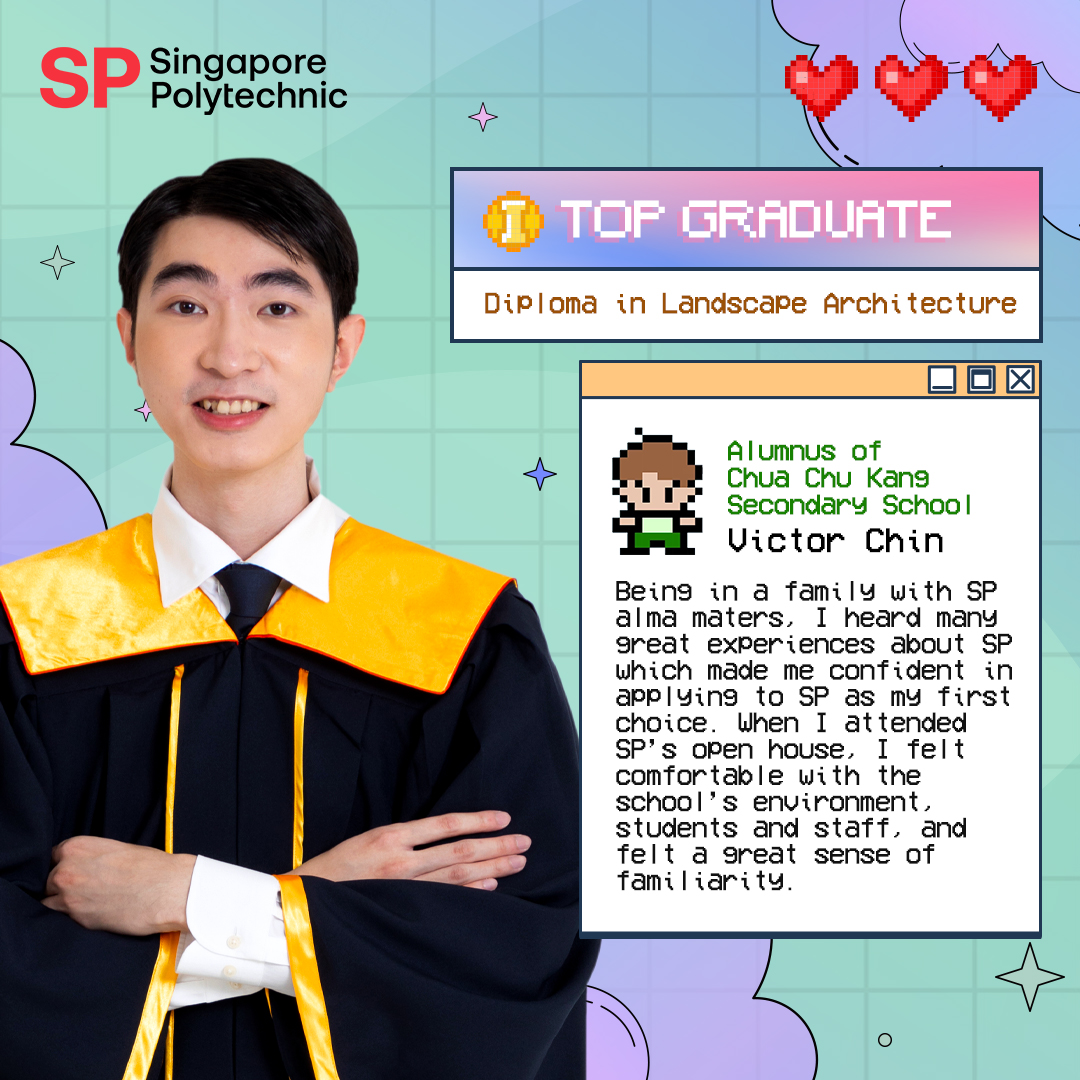 SP Singapore
Polytechnic
TOP GRADUATE
Diploma in Landscape Architecture
Alumnus of
Chua Chu Kang
Secondary School
Victor Chin
Being in a family with SP
alma maters, I heard many
great experiences about SP
which made me confident in
applying to SP as my first
choice. When I attended
SP's open house, I felt
comfortable with the
school's environment,
students and staff, and
felt a great sense of
familiarity.